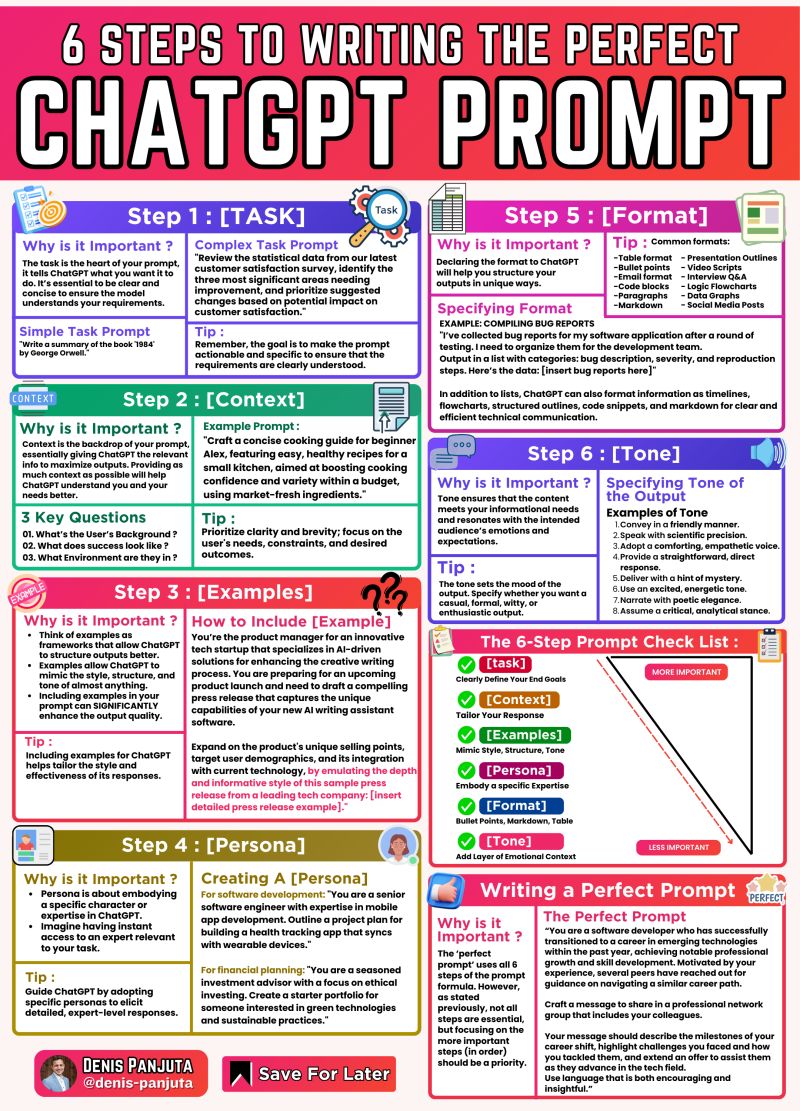 6 STEPS TO WRITING THE PERFECT
CHATGPT PROMPT
Step 1 : [TASK]
Task
Why is it Important ?
The task is the heart of your prompt,
it tells ChatGPT what you want it to
do. It's essential to be clear and
concise to ensure the model
understands your requirements.
Simple Task Prompt
"Write a summary of the book '1984'
by George Orwell."
Complex Task Prompt
"Review the statistical data from our latest
customer satisfaction survey, identify the
three most significant areas needing
improvement, and prioritize suggested
changes based on potential impact on
customer satisfaction."
Tip :
Remember, the goal is to make the prompt
actionable and specific to ensure that the
requirements are clearly understood.
CONTEXT
Step 2 : [Context]
Why is it Important ?
Context is the backdrop of your prompt,
essentially giving ChatGPT the relevant
info to maximize outputs. Providing as
much context as possible will help
ChatGPT understand you and your
needs better.
3 Key Questions
01. What's the User's Background ?
02. What does success look like ?
03. What Environment are they in ?
Example Prompt :
"Craft a concise cooking guide for beginner
Alex, featuring easy, healthy recipes for a
small kitchen, aimed at boosting cooking
confidence and variety within a budget,
using market-fresh ingredients."
Tip :
Prioritize clarity and brevity; focus on the
user's needs, constraints, and desired
outcomes.
EXAMPLE
Step 3 : [Examples]
Why is it Important ?
• Think of examples as
frameworks that allow ChatGPT
to structure outputs better.
• Examples allow ChatGPT to
mimic the style, structure, and
tone of almost anything.
• Including examples in your
prompt can SIGNIFICANTLY
enhance the output quality.
Tip :
Including examples for ChatGPT
helps tailor the style and
effectiveness of its responses.
How to Include [Example]
You're the product manager for an innovative
tech startup that specializes in AI-driven
solutions for enhancing the creative writing
process. You are preparing for an upcoming
product launch and need to draft a compelling
press release that captures the unique
capabilities of your new AI writing assistant
software.
Expand on the product's unique selling points,
target user demographics, and its integration
with current technology, by emulating the depth
and informative style of this sample press
release from a leading tech company: [insert
detailed press release example]."
Step 4 : [Persona]
Why is it Important ?
• Persona is about embodying
a specific character or
expertise in ChatGPT.
• Imagine having instant
access to an expert relevant
to your task.
Tip :
Guide ChatGPT by adopting
specific personas to elicit
detailed, expert-level responses.
Creating A [Persona]
For software development: "You are a senior
software engineer with expertise in mobile
app development. Outline a project plan for
building a health tracking app that syncs
with wearable devices."
For financial planning: "You are a seasoned
investment advisor with a focus on ethical
investing. Create a starter portfolio for
someone interested in green technologies
and sustainable practices."
DENIS PANJUTA
@denis-panjuta
Save For Later
Step 5 : [Format]
Why is it Important ?
Declaring the format to ChatGPT
will help you structure your
outputs in unique ways.
Tip : Common formats:
-Table format
-Bullet points
-Email format
-Code blocks
-Paragraphs
-Markdown
- Presentation Outlines
- Video Scripts
- Interview Q&A
- Logic Flowcharts
- Data Graphs
- Social Media Posts
Specifying Format
EXAMPLE: COMPILING BUG REPORTS
"I've collected bug reports for my software application after a round of
testing. I need to organize them for the development team.
Output in a list with categories: bug description, severity, and reproduction
steps. Here's the data: [insert bug reports here]"
In addition to lists, ChatGPT can also format information as timelines,
flowcharts, structured outlines, code snippets, and markdown for clear and
efficient technical communication.
Step 6 : [Tone]
Why is it Important ?
Tone ensures that the content
meets your informational needs
and resonates with the intended
audience's emotions and
expectations.
Tip :
The tone sets the mood of the
output. Specify whether you want a
casual, formal, witty, or
enthusiastic output.
Specifying Tone of
the Output
Examples of Tone
1. Convey in a friendly manner.
2. Speak with scientific precision.
3. Adopt a comforting, empathetic voice.
4. Provide a straightforward, direct
response.
5. Deliver with a hint of mystery.
6. Use an excited, energetic tone.
7. Narrate with poetic elegance.
8. Assume a critical, analytical stance.
The 6-Step Prompt Check List :
[task]
Clearly Define Your End Goals
[Context]
Tailor Your Response
[Examples]
Mimic Style, Structure, Tone
[Persona]
Embody a specific Expertise
[Format]
Bullet Points, Markdown, Table
[Tone]
Add Layer of Emotional Context
MORE IMPORTANT
LESS IMPORTANT
Writing a Perfect Prompt
PERFECT
Why is it
Important ?
The 'perfect
prompt' uses all 6
steps of the prompt
formula. However,
as stated
previously, not all
steps are essential,
but focusing on the
more important
steps (in order)
should be a priority.
The Perfect Prompt
"You are a software developer who has successfully
transitioned to a career in emerging technologies
within the past year, achieving notable professional
growth and skill development. Motivated by your
experience, several peers have reached out for
guidance on navigating a similar career path.
Craft a message to share in a professional network
group that includes your colleagues.
Your message should describe the milestones of your
career shift, highlight challenges you faced and how
you tackled them, and extend an offer to assist them
as they advance in the tech field.
Use language that is both encouraging and
insightful."